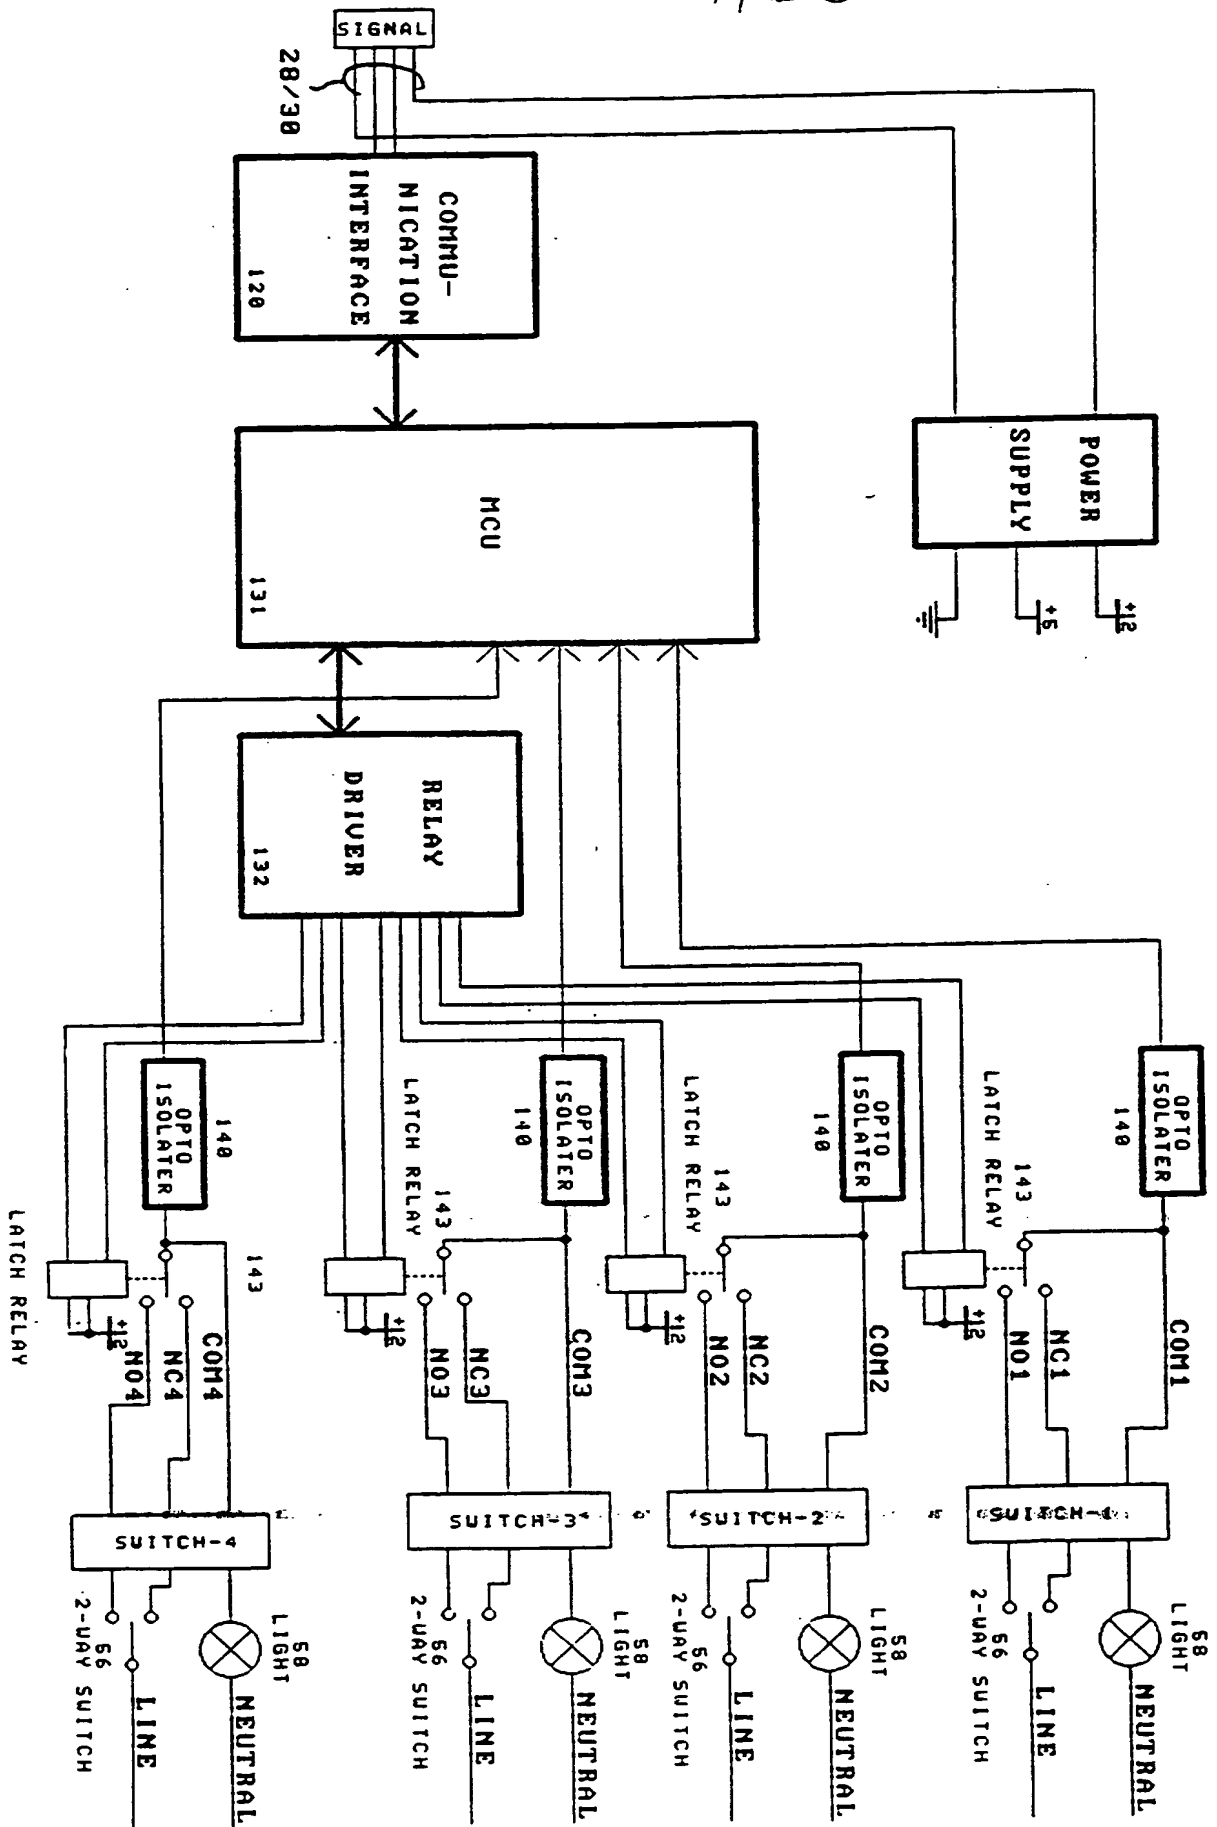 SIGNAL
28/30
COMMU-
NICATION
INTERFACE
120
POWER
SUPPLY
+12
+5
MCU
131
RELAY
DRIVER
132
OPTO
ISOLATER
140
LATCH RELAY
143
+12
COM1
NC1
NO1
SWITCH-1
58
LIGHT
NEUTRAL
LINE
56
2-WAY SWITCH
OPTO
ISOLATER
140
LATCH RELAY
143
+12
COM2
NC2
NO2
SWITCH-2
58
LIGHT
NEUTRAL
LINE
56
2-WAY SWITCH
OPTO
ISOLATER
140
LATCH RELAY
143
+12
COM3
NC3
NO3
SWITCH-3
58
LIGHT
NEUTRAL
LINE
56
2-WAY SWITCH
OPTO
ISOLATER
140
LATCH RELAY
143
+12
COM4
NC4
NO4
SWITCH-4
58
LIGHT
NEUTRAL
LINE
56
2-WAY SWITCH